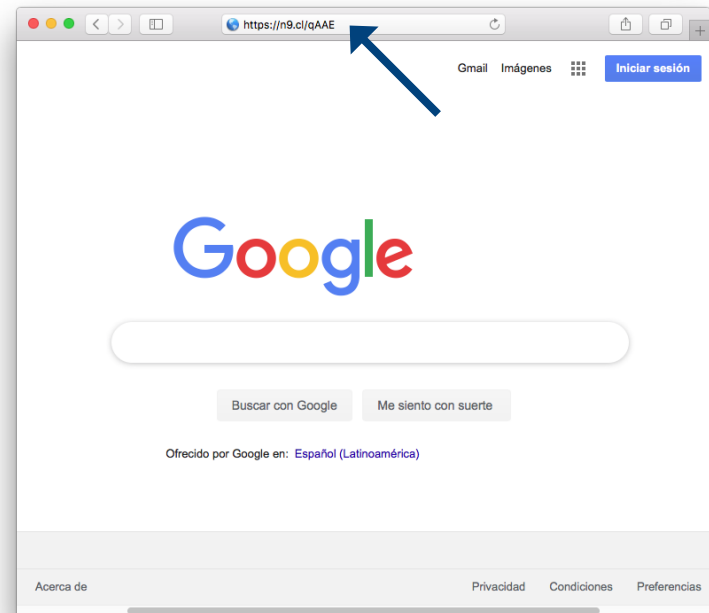 https://n9.cl/qAAE
Gmail Imágenes Iniciar sesión
Google
Buscar con Google Me siento con suerte
Ofrecido por Google en: Español (Latinoamérica)
Acerca de Privacidad Condiciones Preferencias